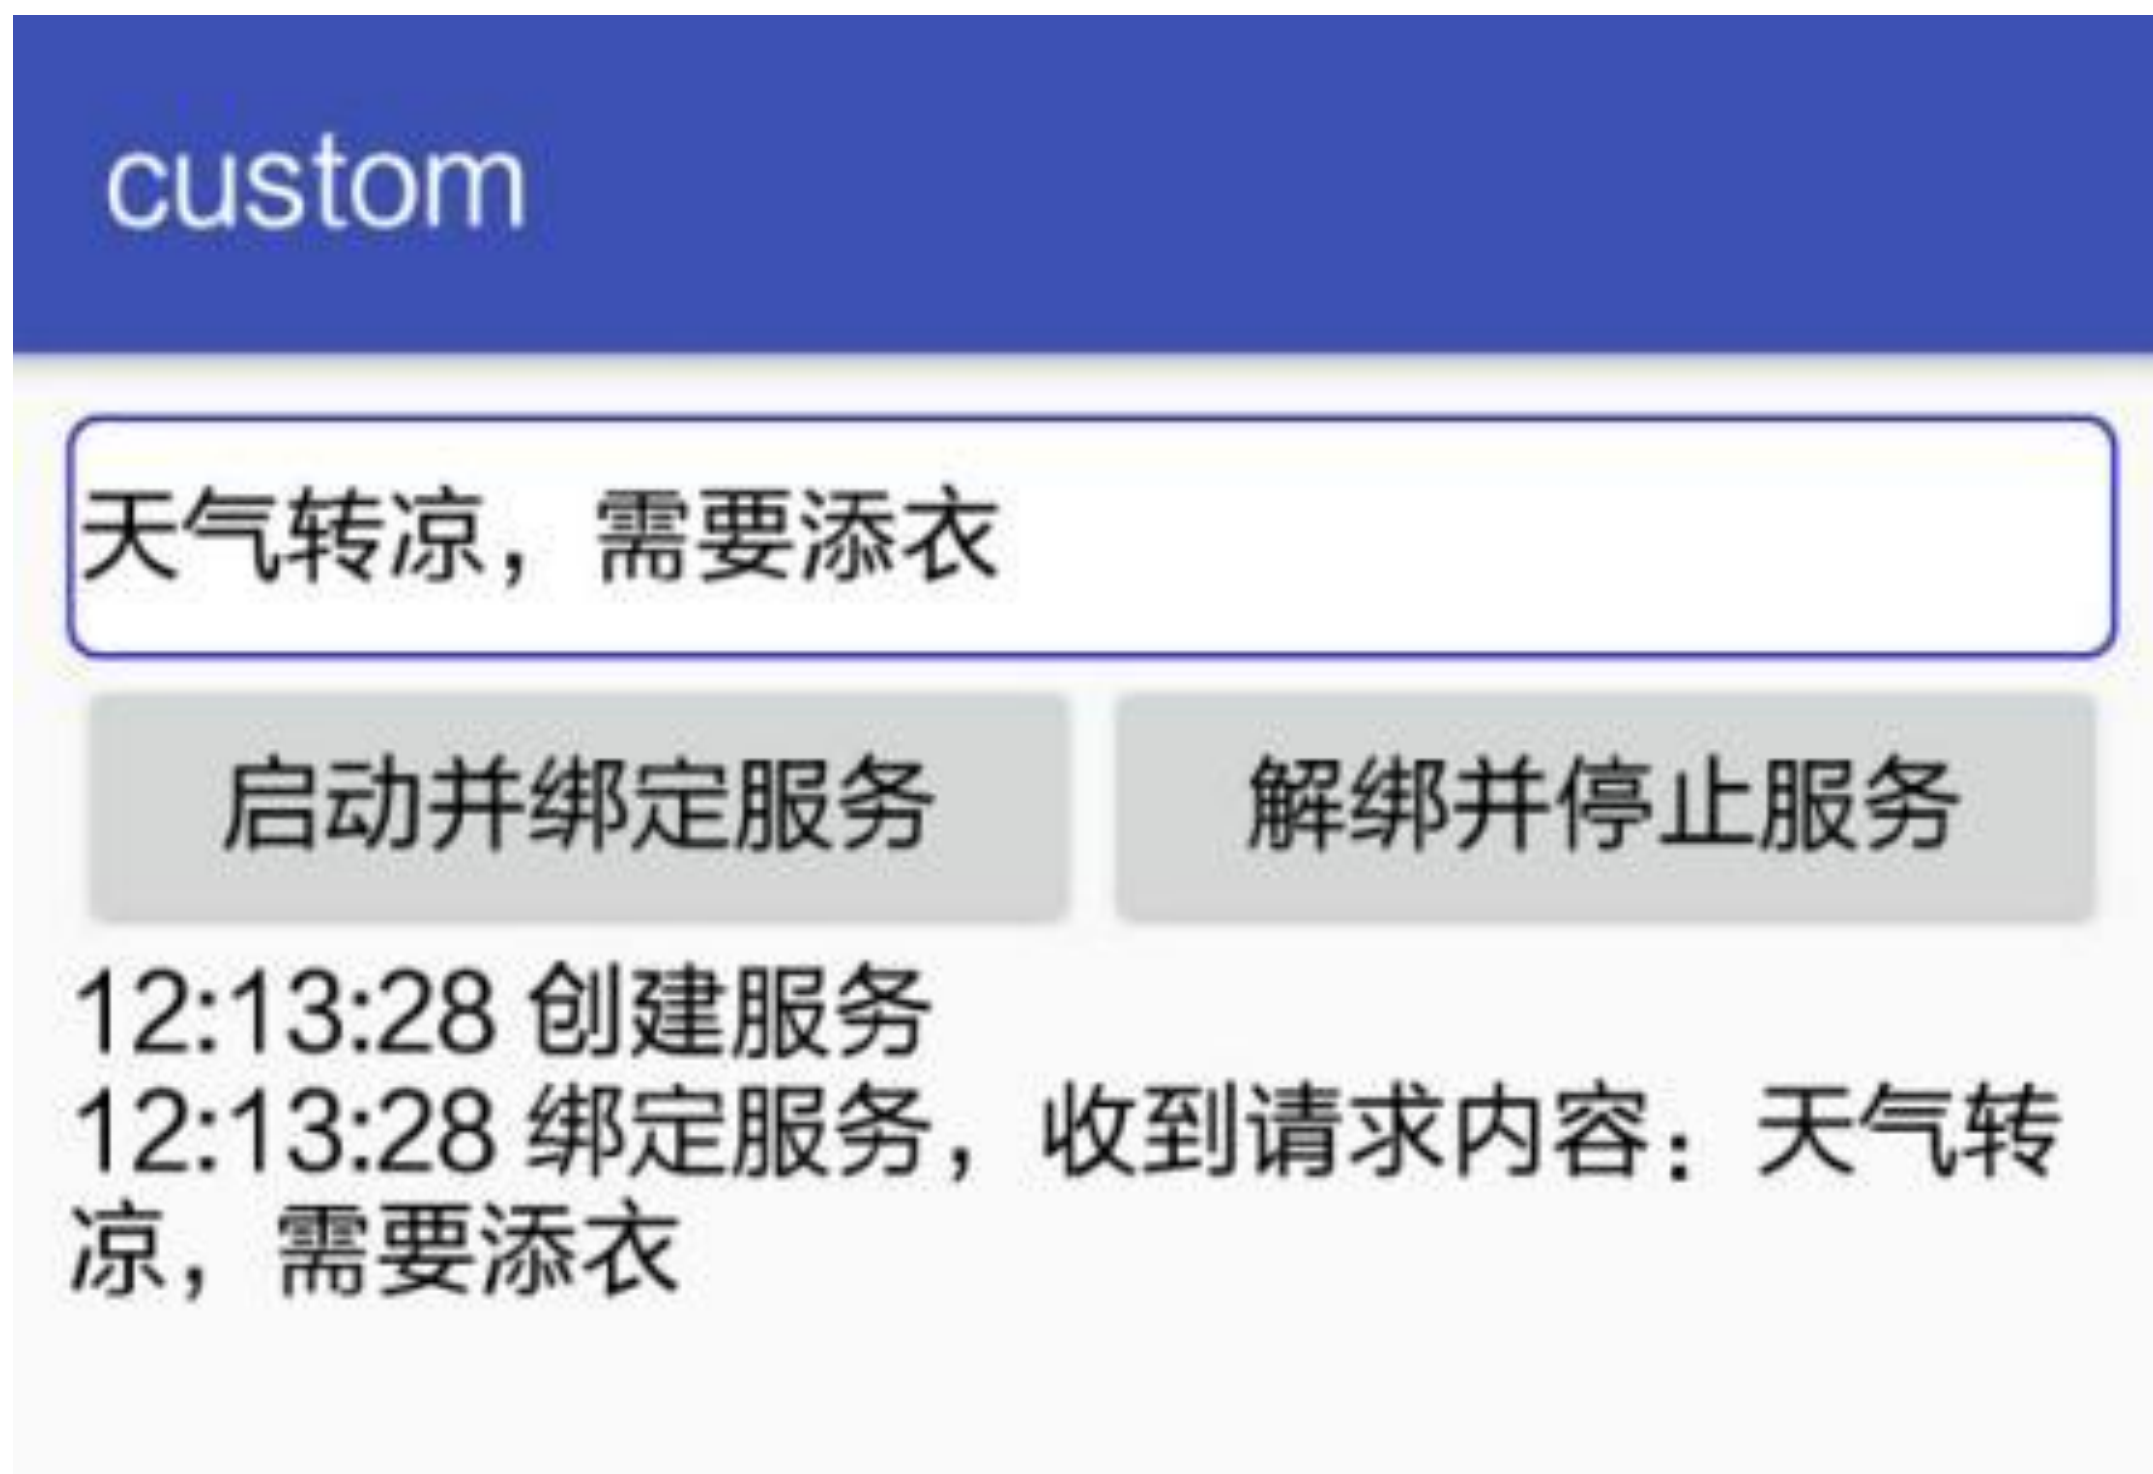 custom
天气转凉，需要添衣
启动并绑定服务
解绑并停止服务
12:13:28 创建服务
12:13:28 绑定服务，收到请求内容：天气转
凉，需要添衣